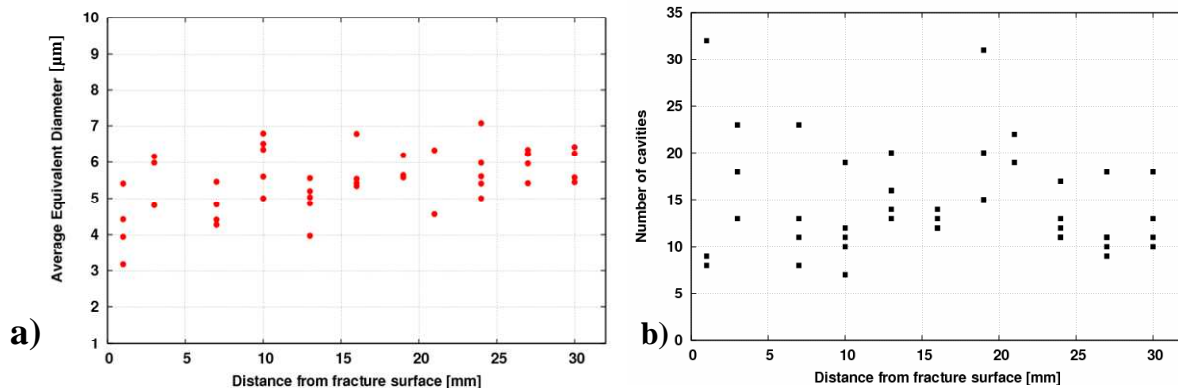 10
9
8
7
6
5
4
3
2
1
Average Equivalent Diameter [µm]
0 5 10 15 20 25 30
Distance from fracture surface [mm]
a)
35
30
25
20
15
10
5
0
Number of cavities
0 5 10 15 20 25 30
Distance from fracture surface [mm]
b)